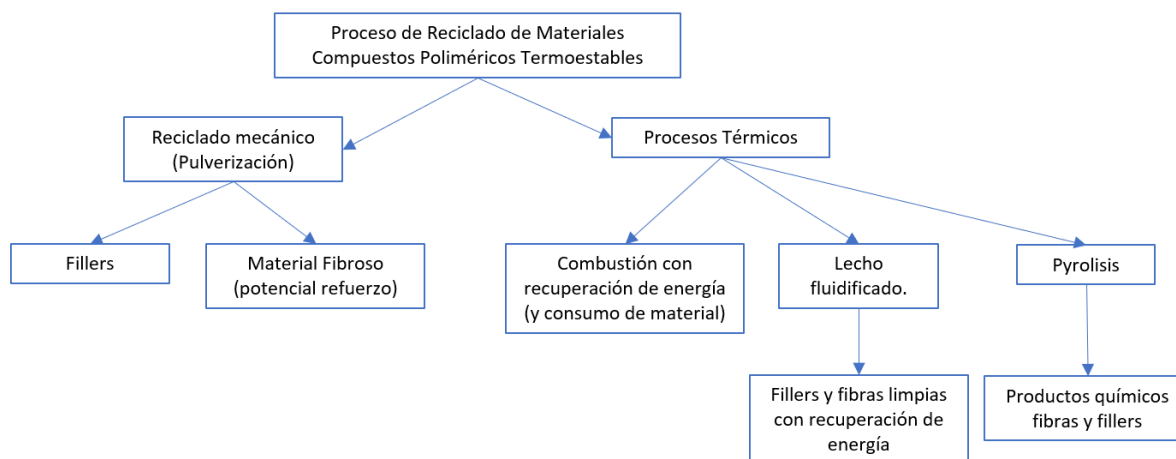 Proceso de Reciclado de Materiales
Compuestos Poliméricos Termoestables
Reciclado mecánico
(Pulverización)
Procesos Térmicos
Fillers
Material Fibroso
(potencial refuerzo)
Combustión con
recuperación de energía
(y consumo de material)
Lecho
fluidificado.
Pyrolisis
Fillers y fibras limpias
con recuperación de
energía
Productos químicos
fibras y fillers